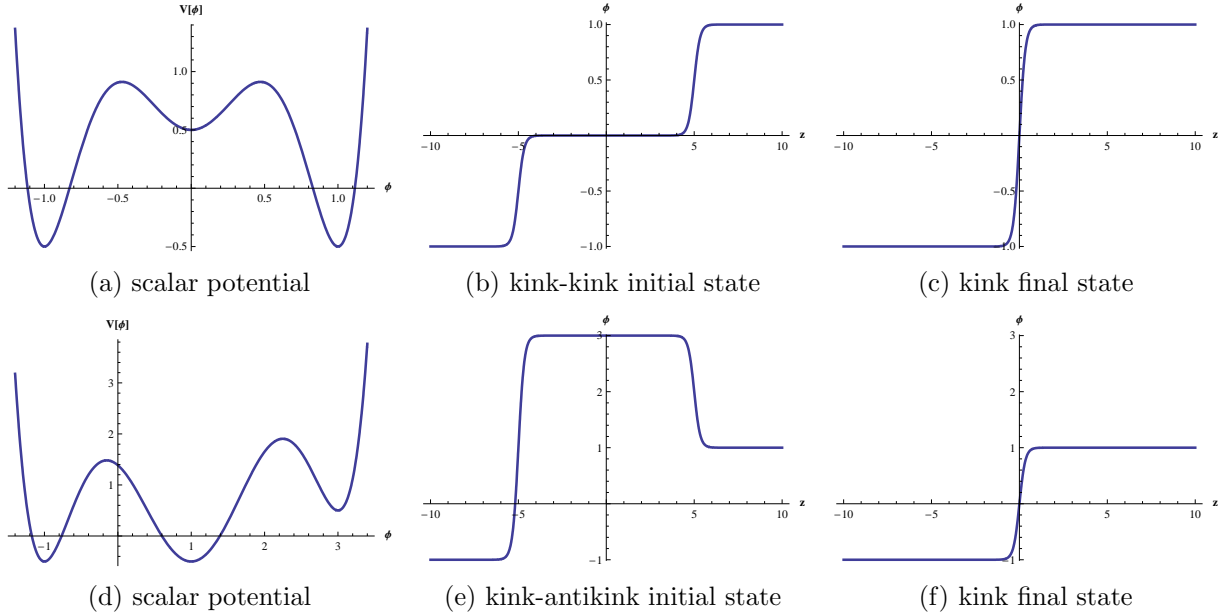 V[ϕ]
1.0
0.5
−0.5
−1.0
−0.5
0.5
1.0
ϕ
ϕ
1.0
0.5
−0.5
−1.0
−10
−5
5
10
z
ϕ
1.0
0.5
−0.5
−1.0
−10
−5
5
10
z
(a) scalar potential
(b) kink-kink initial state
(c) kink final state
V[ϕ]
3
2
1
−1
1
2
3
ϕ
ϕ
3
2
1
−1
−10
−5
5
10
z
ϕ
3
2
1
−1
−10
−5
5
10
z
(d) scalar potential
(e) kink-antikink initial state
(f) kink final state